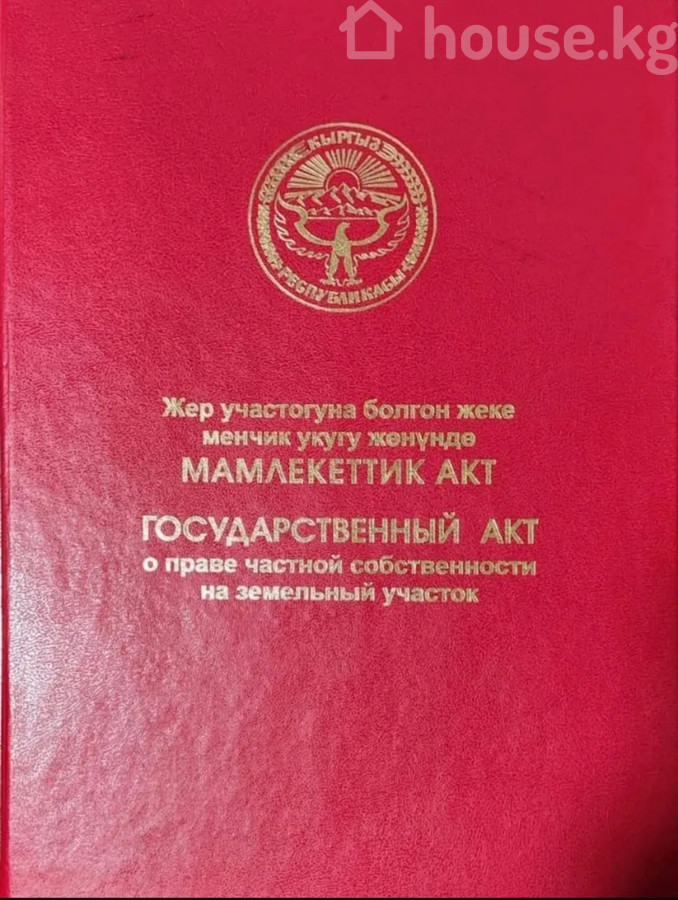 house.kg
КЫРГЫЗ
РЕСПУБЛИКАСЫ
Жер участогуна болгон жеке
менчик укугу жөнүндө
МАМЛЕКЕТТИК АКТ
ГОСУДАРСТВЕННЫЙ АКТ
о праве частной собственности
на земельный участок